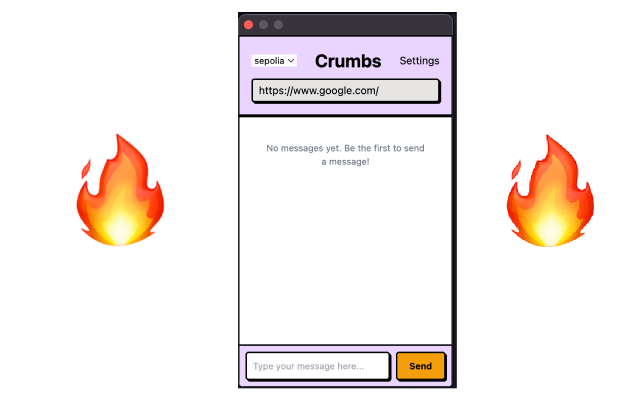 sepolia
Crumbs
Settings
https://www.google.com/
No messages yet. Be the first to send
a message!
Type your message here...
Send